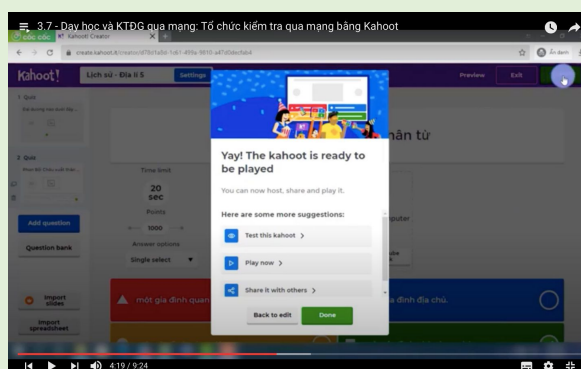 3.7 - Dạy học và KTĐG qua mạng: Tổ chức kiểm tra qua mạng bằng Kahoot
cốc cốc
Kahoot! Creator
create.kahoot.it/creator/
Ẩn danh
Kahoot!
Lịch sử - Địa lí 5
Settings
Preview
Exit
1 Quiz
2 Quiz
Add question
Question bank
Import slides
Import spreadsheet
Time limit
20
sec
Points
1000
Answer options
Single select
nhân từ
Yay! The kahoot is ready to
be played
You can now host, share and play it.
Here are some more suggestions:
Test this kahoot >
Play now >
Share it with others >
Back to edit
Done
một gia đình quan
a đình địa chủ.
4:19 / 9:24